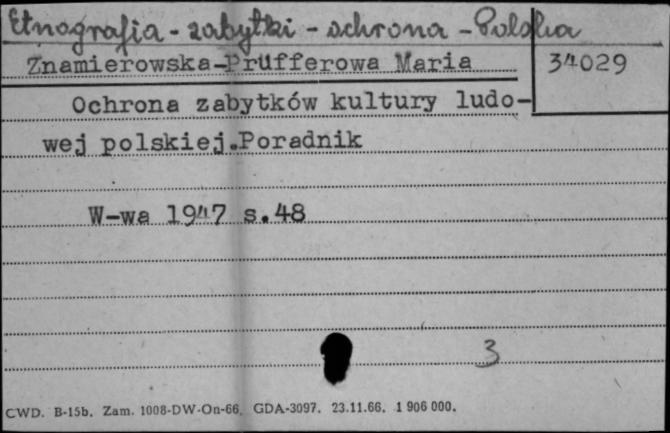 Etnografia - zabytki - ochrona - Polska
Znamierowska-Prüfferowa Maria
34029
Ochrona zabytków kultury ludo-
wej polskiej.Poradnik
W-wa 1947 s.48
3
CWD. B-15b. Zam. 1008-DW-On-66. GDA-3097. 23.11.66. 1 906 000.